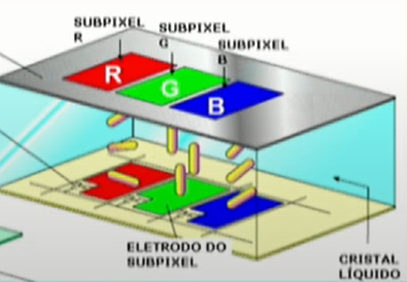 SUBPIXEL
R
SUBPIXEL
G
SUBPIXEL
B
R
G
B
ELETRODO DO
SUBPIXEL
CRISTAL
LÍQUIDO